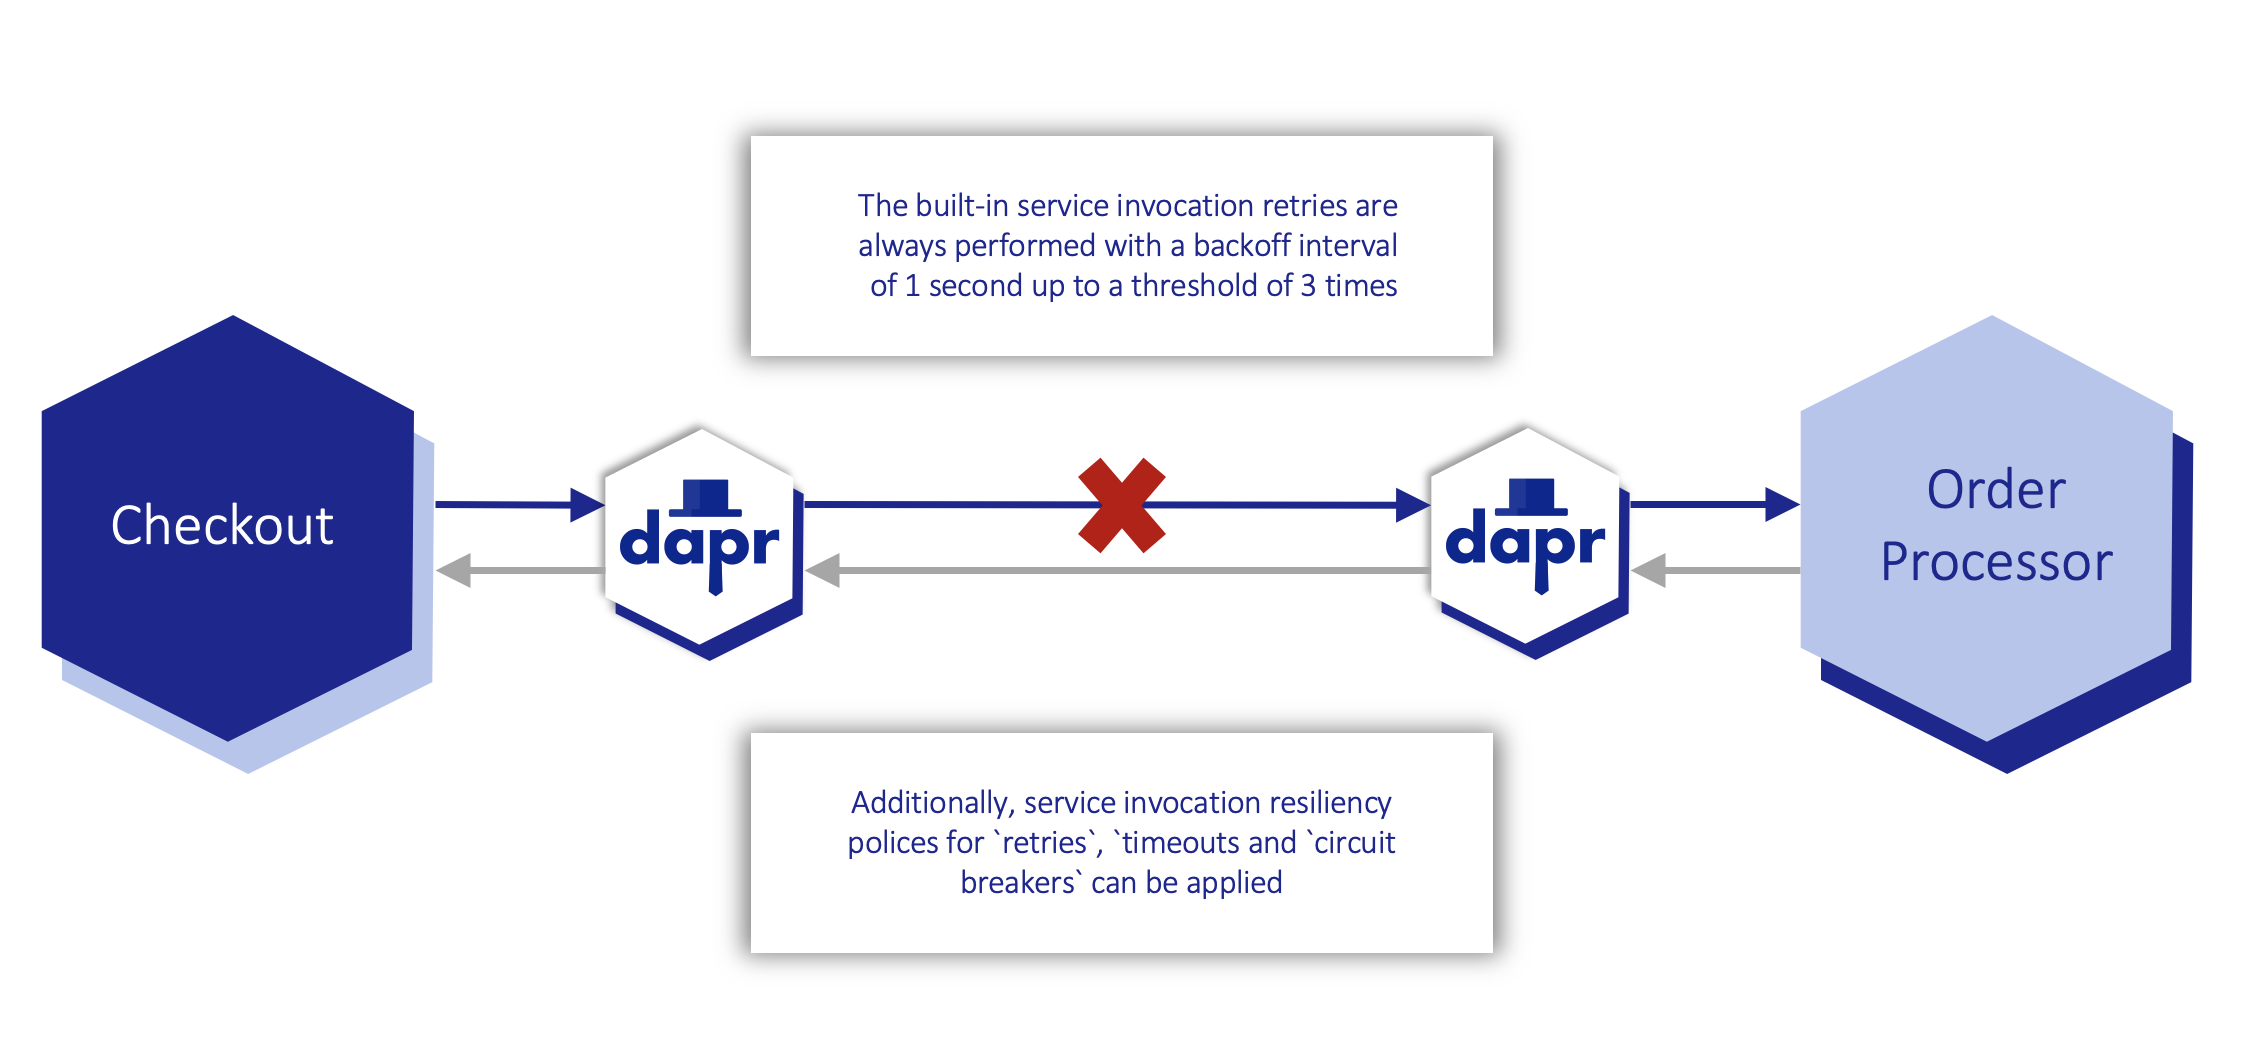 The built-in service invocation retries are
always performed with a backoff interval
of 1 second up to a threshold of 3 times
Checkout
dapr
dapr
Order
Processor
Additionally, service invocation resiliency
polices for `retries`, `timeouts and `circuit
breakers` can be applied